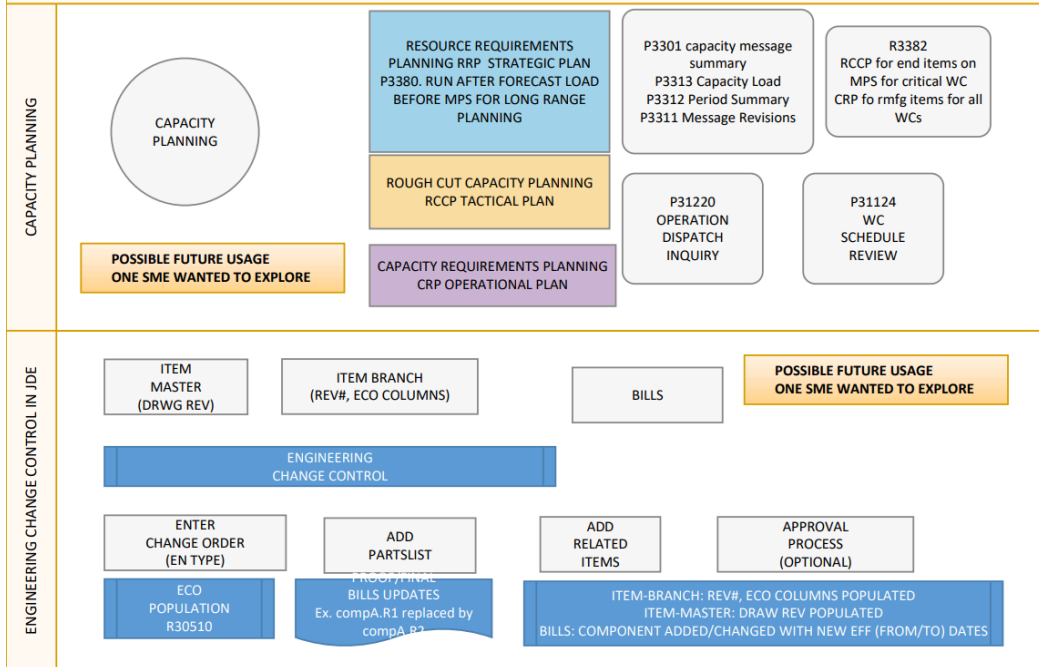 CAPACITY PLANNING
CAPACITY
PLANNING
POSSIBLE FUTURE USAGE
ONE SME WANTED TO EXPLORE
RESOURCE REQUIREMENTS
PLANNING RRP  STRATEGIC PLAN
P3380. RUN AFTER FORECAST LOAD
BEFORE MPS FOR LONG RANGE
PLANNING
ROUGH CUT CAPACITY PLANNING
RCCP TACTICAL PLAN
CAPACITY REQUIREMENTS PLANNING
CRP OPERATIONAL PLAN
P3301 capacity message
summary
P3313 Capacity Load
P3312 Period Summary
P3311 Message Revisions
R3382
RCCP for end items on
MPS for critical WC
CRP fo rmfg items for all
WCs
P31220
OPERATION
DISPATCH
INQUIRY
P31124
WC
SCHEDULE
REVIEW
ENGINEERING CHANGE CONTROL IN JDE
ITEM
MASTER
(DRWG REV)
ITEM BRANCH
(REV#, ECO COLUMNS)
BILLS
POSSIBLE FUTURE USAGE
ONE SME WANTED TO EXPLORE
ENGINEERING
CHANGE CONTROL
ENTER
CHANGE ORDER
(EN TYPE)
ADD
PARTSLIST
ADD
RELATED
ITEMS
APPROVAL
PROCESS
(OPTIONAL)
ECO
POPULATION
R30510
PROOF/FINAL
BILLS UPDATES
Ex. compA.R1 replaced by
compA.R2
ITEM-BRANCH: REV#, ECO COLUMNS POPULATED
ITEM-MASTER: DRAW REV POPULATED
BILLS: COMPONENT ADDED/CHANGED WITH NEW EFF (FROM/TO) DATES